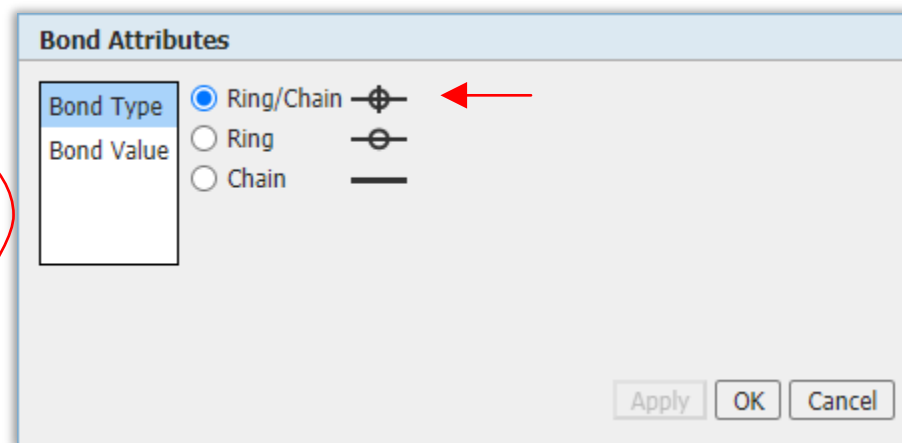 Bond Attributes
Bond Type
Bond Value
Ring/Chain
Ring
Chain
Apply OK Cancel